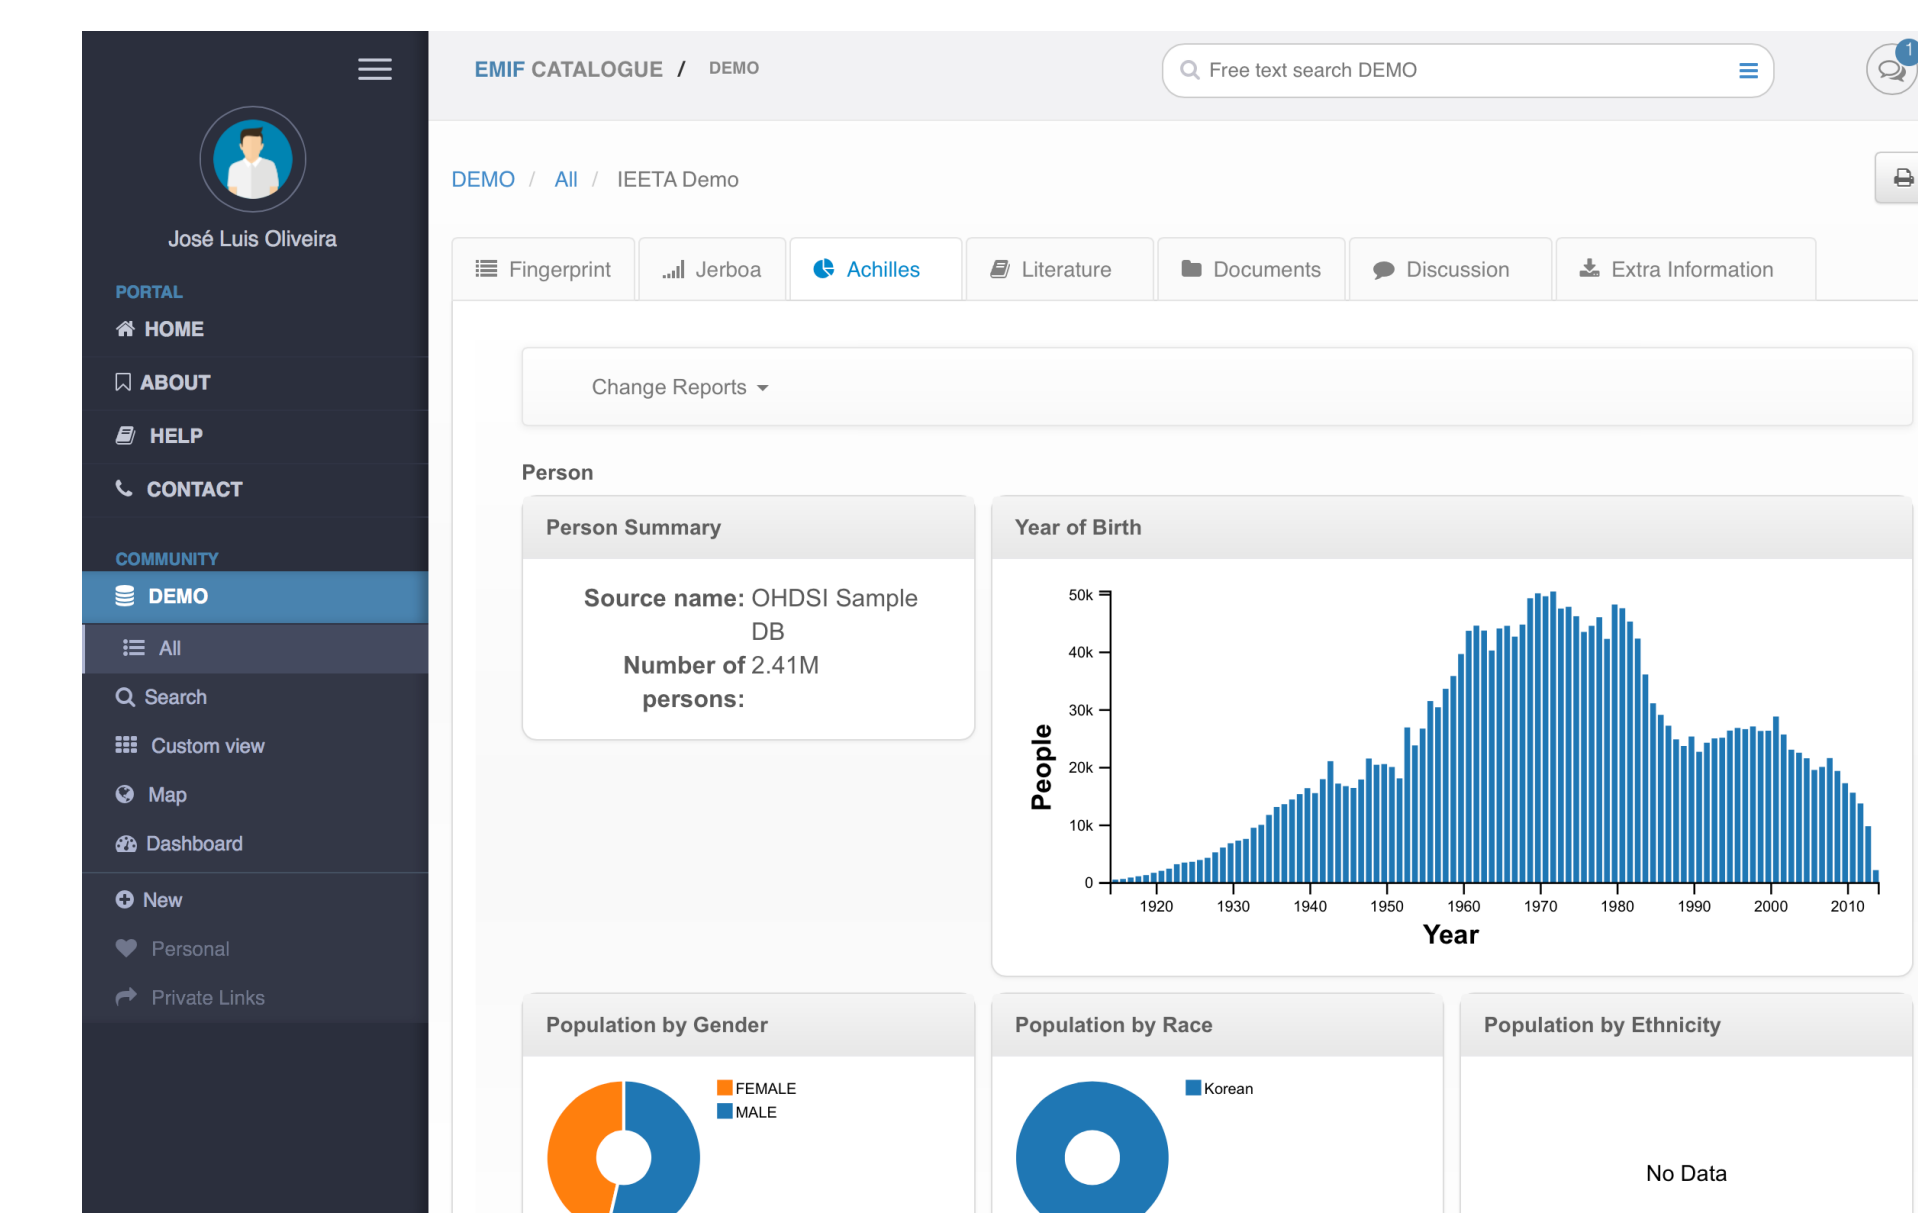 EMIF CATALOGUE / DEMO
Free text search DEMO
1
José Luis Oliveira
PORTAL
HOME
ABOUT
HELP
CONTACT
COMMUNITY
DEMO
All
Search
Custom view
Map
Dashboard
New
Personal
Private Links
DEMO / All / IEETA Demo
Fingerprint
Jerboa
Achilles
Literature
Documents
Discussion
Extra Information
Change Reports
Person
Person Summary
Source name: OHDSI Sample
DB
Number of 2.41M
persons:
Year of Birth
People
50k
40k
30k
20k
10k
0
1920 1930 1940 1950 1960 1970 1980 1990 2000 2010
Year
Population by Gender
FEMALE
MALE
Population by Race
Korean
Population by Ethnicity
No Data